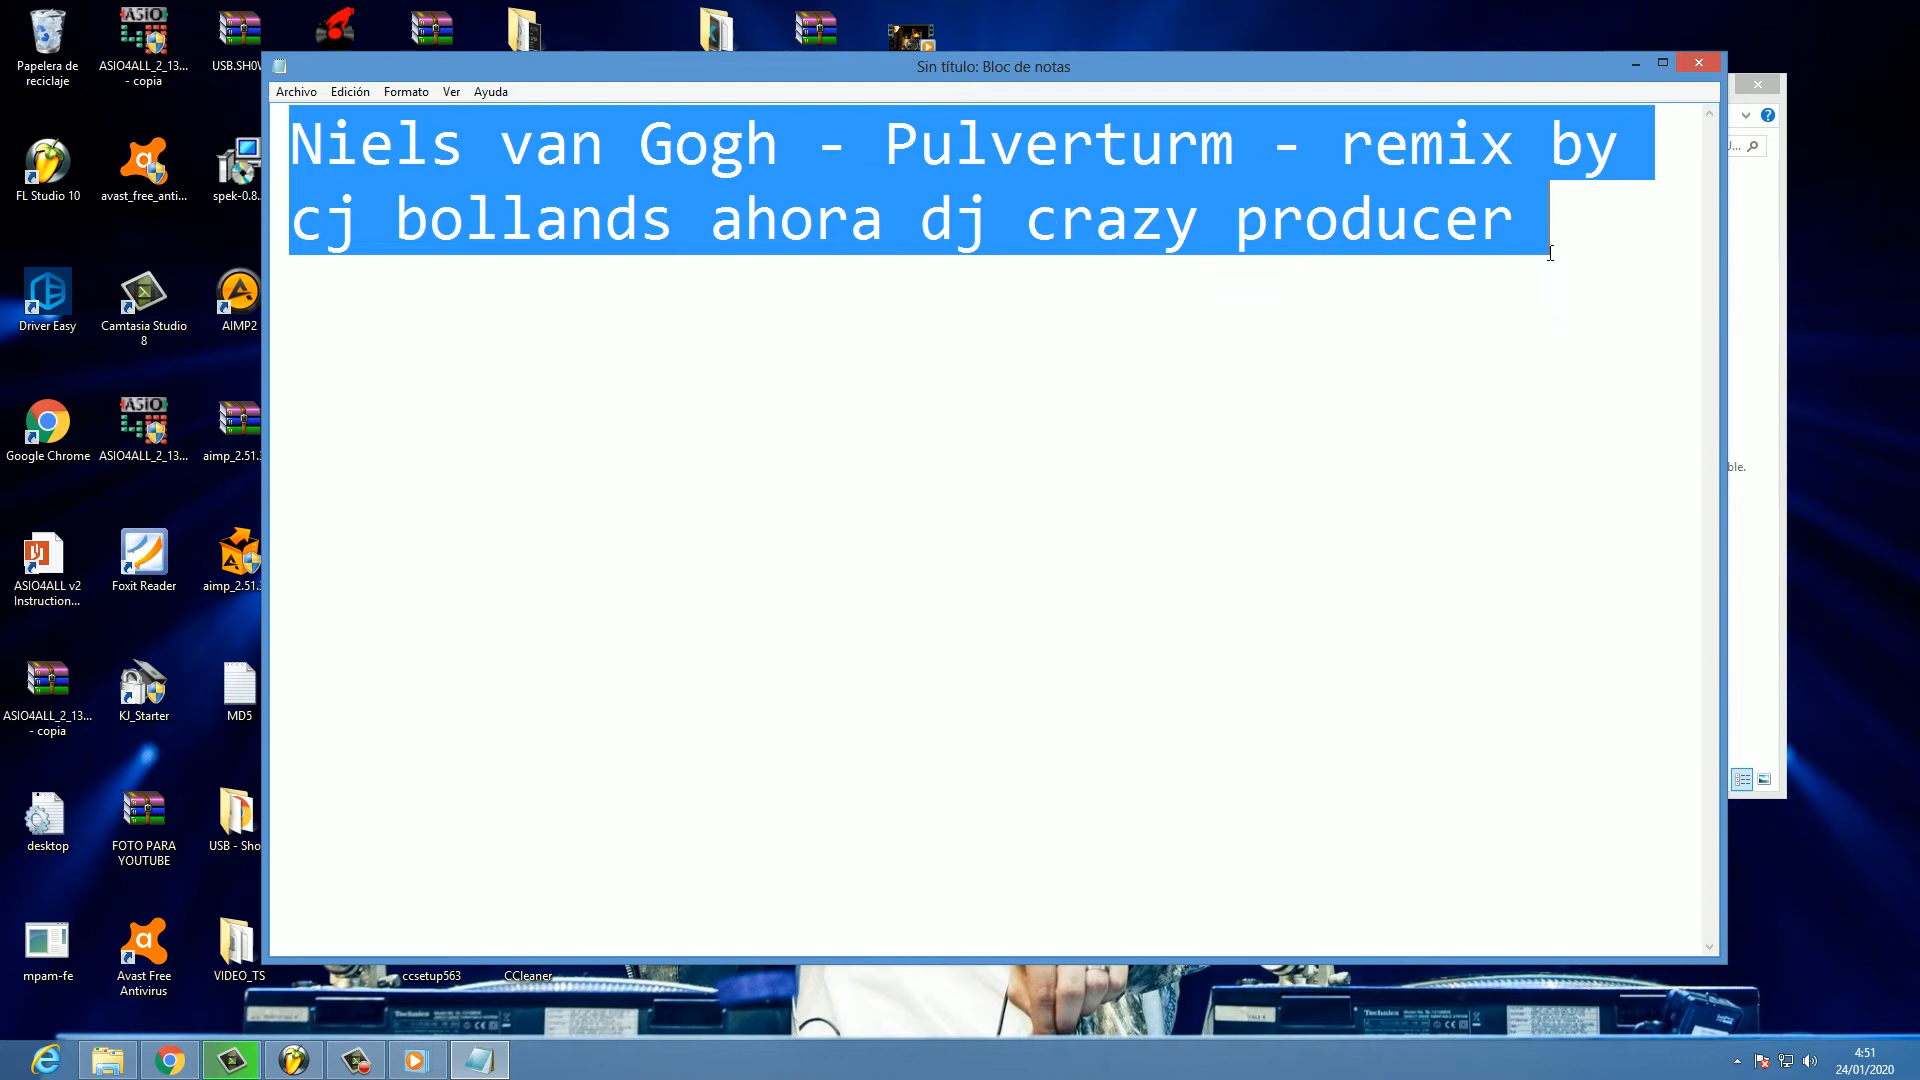 Papelera de
reciclaje
ASIO4ALL_2_13...
- copia
Sin título: Bloc de notas
Archivo Edición Formato Ver Ayuda
Niels van Gogh - Pulverturm - remix by
cj bollands ahora dj crazy producer
FL Studio 10
avast_free_anti...
spek-0.8.
Driver Easy
Camtasia Studio
8
AIMP2
Google Chrome
ASIO4ALL_2_13...
aimp_2.51.
ble.
ASIO4ALL v2
Instruction...
Foxit Reader
aimp_2.51.
ASIO4ALL_2_13...
- copia
KJ_Starter
MD5
desktop
FOTO PARA
YOUTUBE
USB - Sho
mpam-fe
Avast Free
Antivirus
VIDEO_TS
ccsetup563
CCleaner
Technics
Technics
4:51
24/01/2020